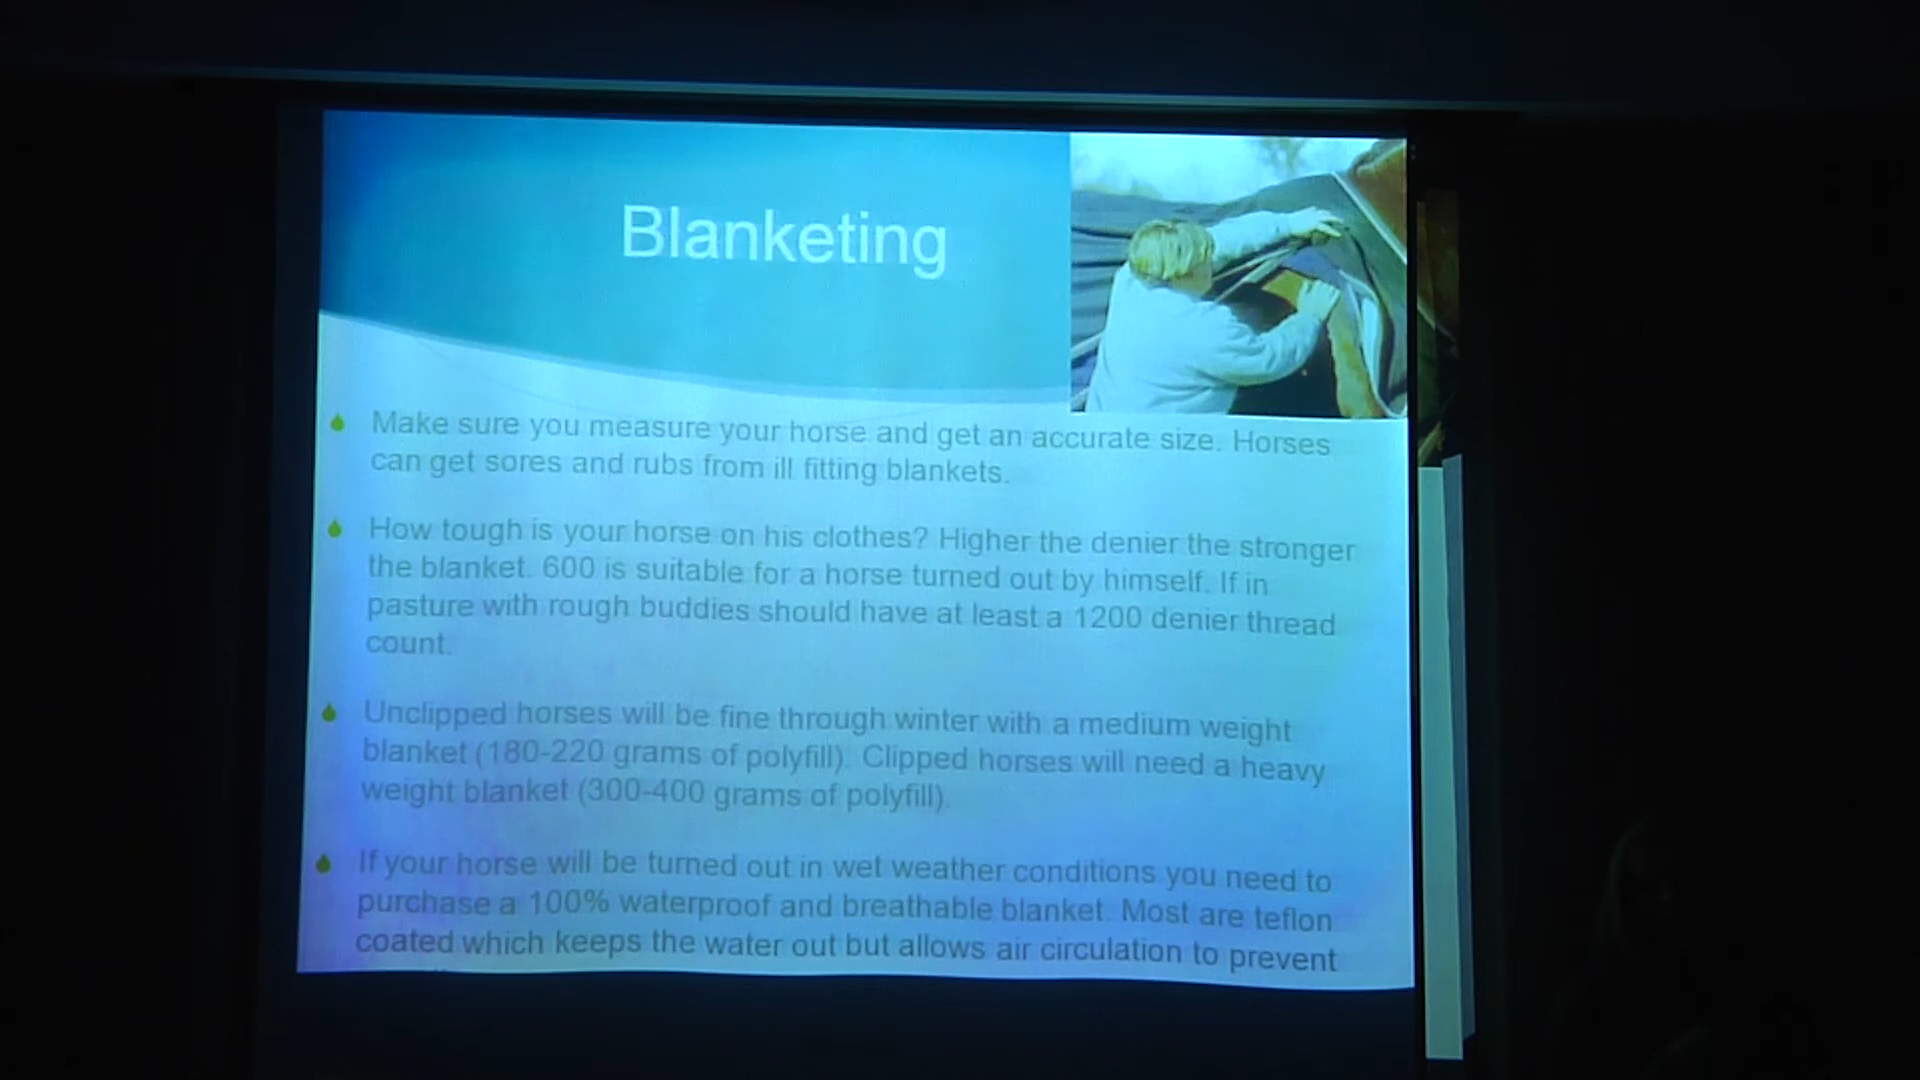 Blanketing
Make sure you measure your horse and get an accurate size. Horses
can get sores and rubs from ill fitting blankets.
How tough is your horse on his clothes? Higher the denier the stronger
the blanket. 600 is suitable for a horse turned out by himself. If in
pasture with rough buddies should have at least a 1200 denier thread
count.
Unclipped horses will be fine through winter with a medium weight
blanket (180-220 grams of polyfill). Clipped horses will need a heavy
weight blanket (300-400 grams of polyfill).
If your horse will be turned out in wet weather conditions you need to
purchase a 100% waterproof and breathable blanket. Most are teflon
coated which keeps the water out but allows air circulation to prevent